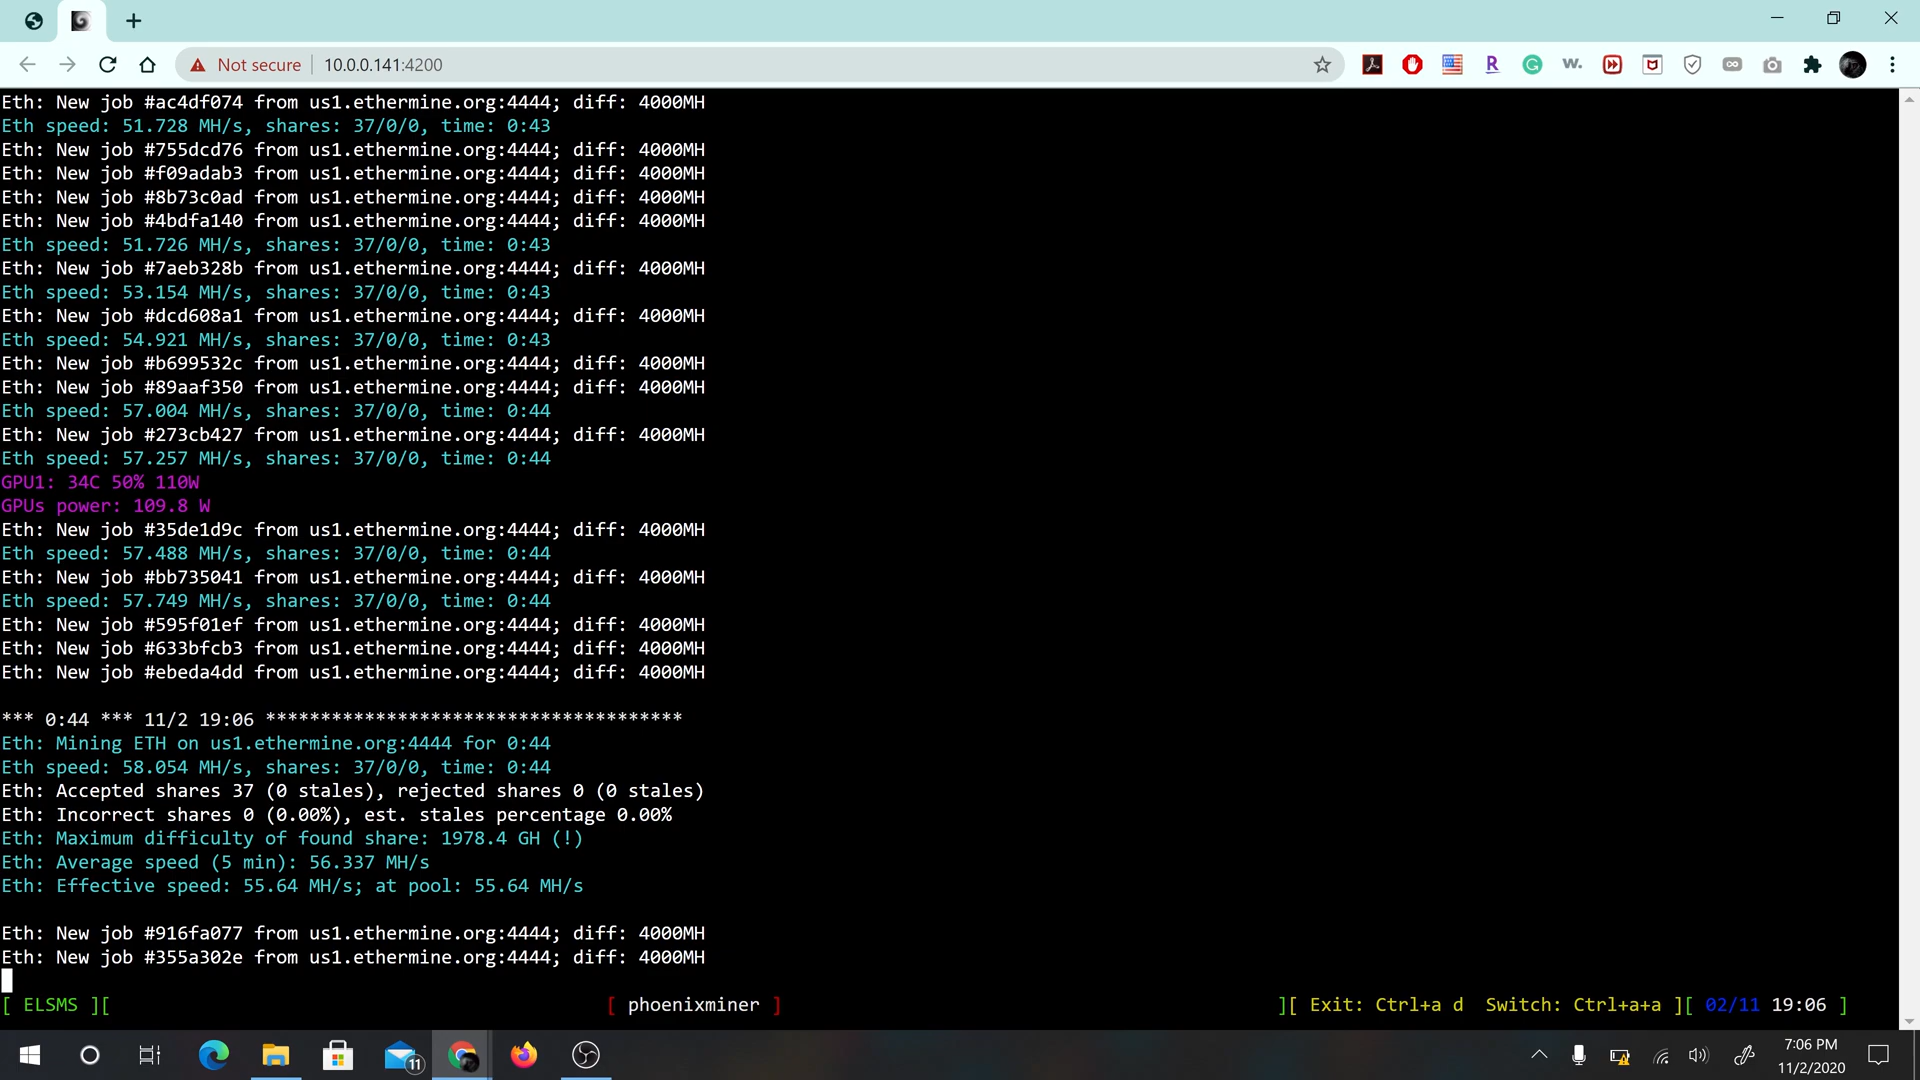 Not secure 10.0.0.141:4200
Eth: New job #ac4df074 from us1.ethermine.org:4444; diff: 4000MH
Eth speed: 51.728 MH/s, shares: 37/0/0, time: 0:43
Eth: New job #755dcd76 from us1.ethermine.org:4444; diff: 4000MH
Eth: New job #f09adab3 from us1.ethermine.org:4444; diff: 4000MH
Eth: New job #8b73c0ad from us1.ethermine.org:4444; diff: 4000MH
Eth: New job #4bdfa140 from us1.ethermine.org:4444; diff: 4000MH
Eth speed: 51.726 MH/s, shares: 37/0/0, time: 0:43
Eth: New job #7aeb328b from us1.ethermine.org:4444; diff: 4000MH
Eth speed: 53.154 MH/s, shares: 37/0/0, time: 0:43
Eth: New job #dcd608a1 from us1.ethermine.org:4444; diff: 4000MH
Eth speed: 54.921 MH/s, shares: 37/0/0, time: 0:43
Eth: New job #b699532c from us1.ethermine.org:4444; diff: 4000MH
Eth: New job #89aaf350 from us1.ethermine.org:4444; diff: 4000MH
Eth speed: 57.004 MH/s, shares: 37/0/0, time: 0:44
Eth: New job #273cb427 from us1.ethermine.org:4444; diff: 4000MH
Eth speed: 57.257 MH/s, shares: 37/0/0, time: 0:44
GPU1: 34C 50% 110W
GPUs power: 109.8 W
Eth: New job #35de1d9c from us1.ethermine.org:4444; diff: 4000MH
Eth speed: 57.488 MH/s, shares: 37/0/0, time: 0:44
Eth: New job #bb735041 from us1.ethermine.org:4444; diff: 4000MH
Eth speed: 57.749 MH/s, shares: 37/0/0, time: 0:44
Eth: New job #595f01ef from us1.ethermine.org:4444; diff: 4000MH
Eth: New job #633bfcb3 from us1.ethermine.org:4444; diff: 4000MH
Eth: New job #ebeda4dd from us1.ethermine.org:4444; diff: 4000MH
*** 0:44 *** 11/2 19:06 **************************************
Eth: Mining ETH on us1.ethermine.org:4444 for 0:44
Eth speed: 58.054 MH/s, shares: 37/0/0, time: 0:44
Eth: Accepted shares 37 (0 stales), rejected shares 0 (0 stales)
Eth: Incorrect shares 0 (0.00%), est. stales percentage 0.00%
Eth: Maximum difficulty of found share: 1978.4 GH (!)
Eth: Average speed (5 min): 56.337 MH/s
Eth: Effective speed: 55.64 MH/s; at pool: 55.64 MH/s
Eth: New job #916fa077 from us1.ethermine.org:4444; diff: 4000MH
Eth: New job #355a302e from us1.ethermine.org:4444; diff: 4000MH
[ ELSMS ][ [ phoenixminer ] ][ Exit: Ctrl+a d Switch: Ctrl+a+a ][ 02/11 19:06 ]
11
7:06 PM
11/2/2020